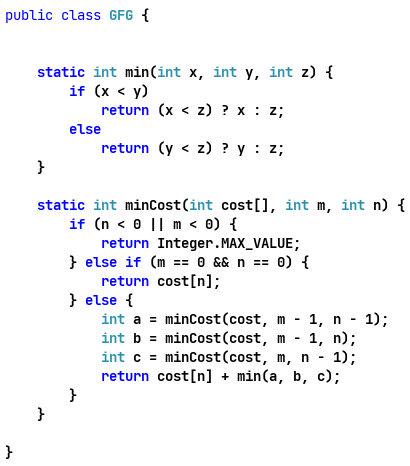 public class GFG {
static int min(int x, int y, int z) {
if (x < y)
return (x < z) ? x : z;
else
return (y < z) ? y : z;
}
static int minCost(int cost[], int m, int n) {
if (n < 0 || m < 0) {
return Integer.MAX_VALUE;
} else if (m == 0 && n == 0) {
return cost[n];
} else {
int a = minCost(cost, m - 1, n - 1);
int b = minCost(cost, m - 1, n);
int c = minCost(cost, m, n - 1);
return cost[n] + min(a, b, c);
}
}
}